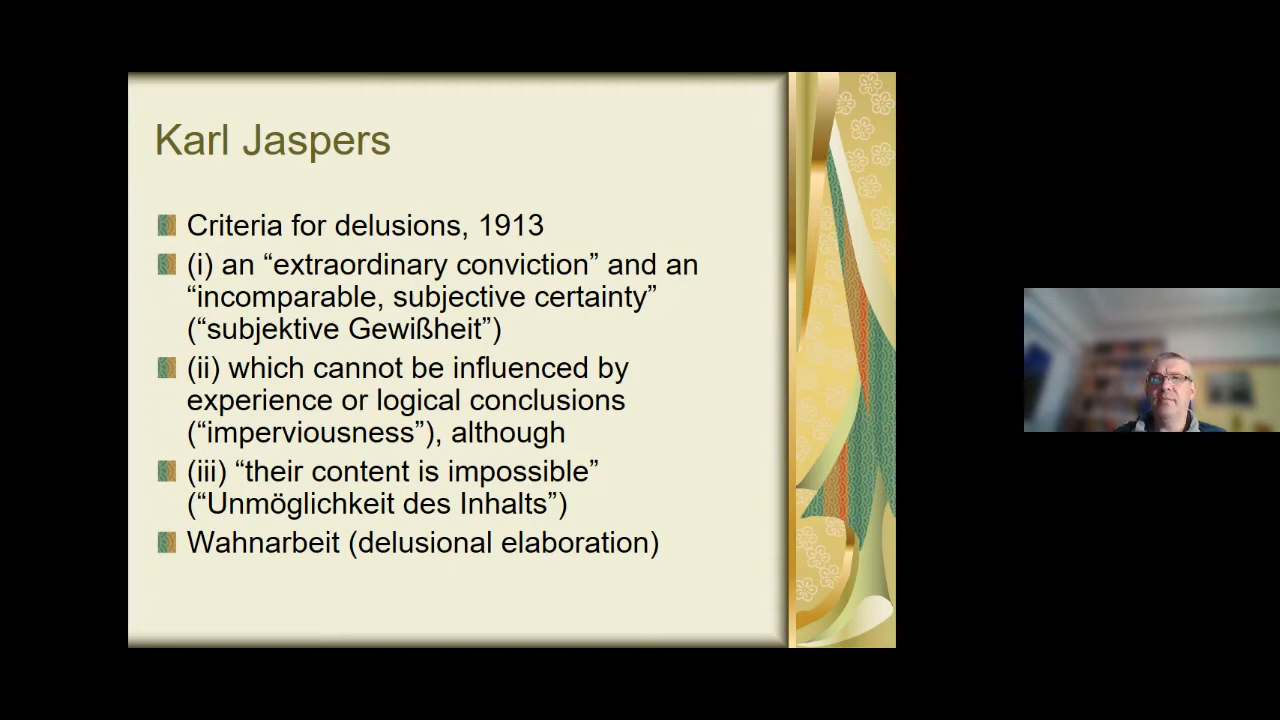 Karl Jaspers
Criteria for delusions, 1913
(i) an “extraordinary conviction” and an
“incomparable, subjective certainty”
(“subjektive Gewißheit”)
(ii) which cannot be influenced by
experience or logical conclusions
(“imperviousness”), although
(iii) “their content is impossible”
(“Unmöglichkeit des Inhalts”)
Wahnarbeit (delusional elaboration)